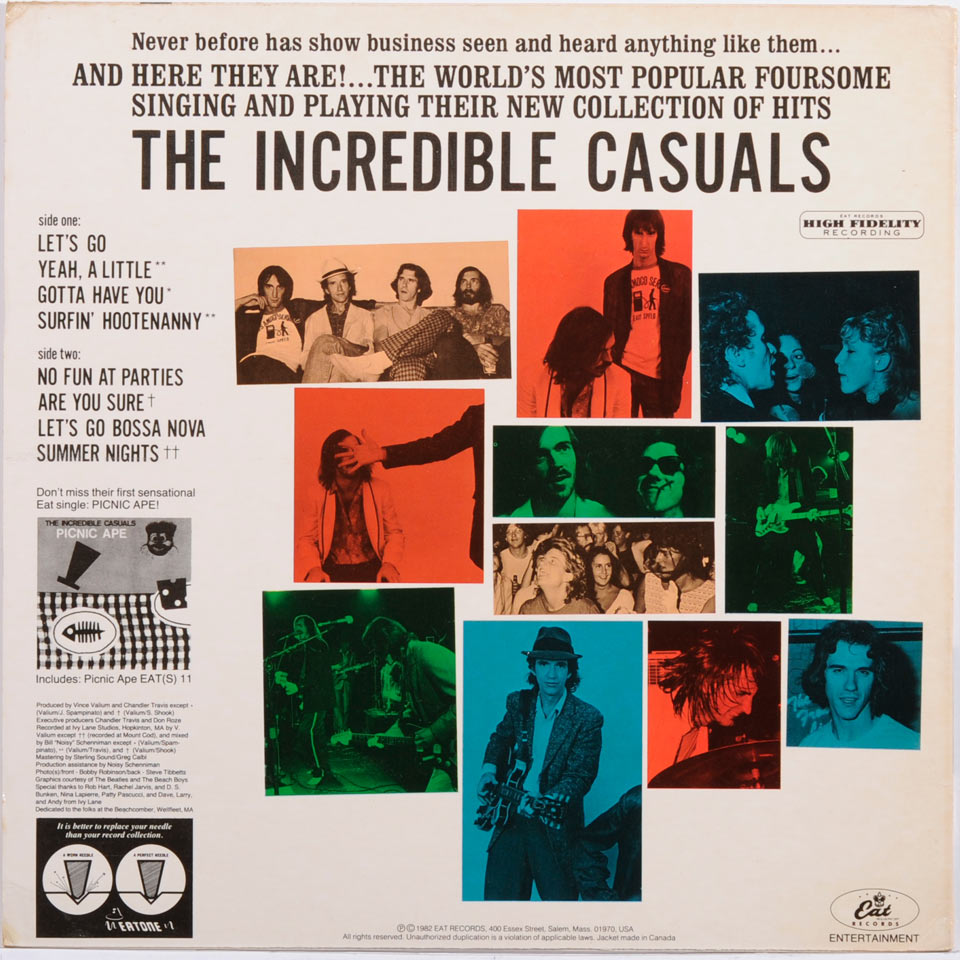 Never before has show business seen and heard anything like them...
AND HERE THEY ARE!...THE WORLD'S MOST POPULAR FOURSOME
SINGING AND PLAYING THEIR NEW COLLECTION OF HITS
THE INCREDIBLE CASUALS
side one:
LET'S GO
YEAH, A LITTLE**
GOTTA HAVE YOU*
SURFIN' HOOTENANNY**
side two:
NO FUN AT PARTIES
ARE YOU SURE†
LET'S GO BOSSA NOVA
SUMMER NIGHTS††
EAT RECORDS
HIGH FIDELITY
RECORDING
Don't miss their first sensational
Eat single: PICNIC APE!
THE INCREDIBLE CASUALS
PICNIC APE
Includes: Picnic Ape EAT(S) 11
Produced by Vince Valium and Chandler Travis except *
(Valium/J. Spampinato) and † (Valium/S. Shook)
Executive producers Chandler Travis and Don Roze
Recorded at Ivy Lane Studios, Hopkinton, MA by V.
Valium except †† (recorded at Mount Cod), and mixed
by Bill "Noisy" Schenniman except * (Valium/Spam-
pinato), ** (Valium/Travis), and † (Valium/Shook)
Mastering by Sterling Sound/Greg Calbi
Production assistance by Noisy Schenniman
Photo(s)/front - Bobby Robinson/back - Steve Tibbetts
Graphics courtesy of The Beatles and The Beach Boys
Special thanks to Rob Hart, Rachel Jarvis, and D. S.
Bunken, Nina Lapierre, Patty Pascucci, and Dave, Larry,
and Andy from Ivy Lane
Dedicated to the folks at the Beachcomber, Wellfleet, MA
It is better to replace your needle
than your record collection.
A WORN NEEDLE
A PERFECT NEEDLE
EATONE
℗©1982 EAT RECORDS, 400 Essex Street, Salem, Mass. 01970, USA
All rights reserved. Unauthorized duplication is a violation of applicable laws. Jacket made in Canada
Eat
RECORDS
ENTERTAINMENT